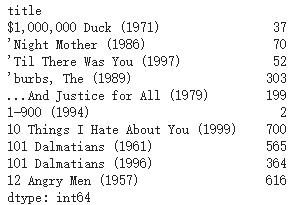 title
$1,000,000 Duck (1971) 37
'Night Mother (1986) 70
'Til There Was You (1997) 52
'burbs, The (1989) 303
...And Justice for All (1979) 199
1-900 (1994) 2
10 Things I Hate About You (1999) 700
101 Dalmatians (1961) 565
101 Dalmatians (1996) 364
12 Angry Men (1957) 616
dtype: int64